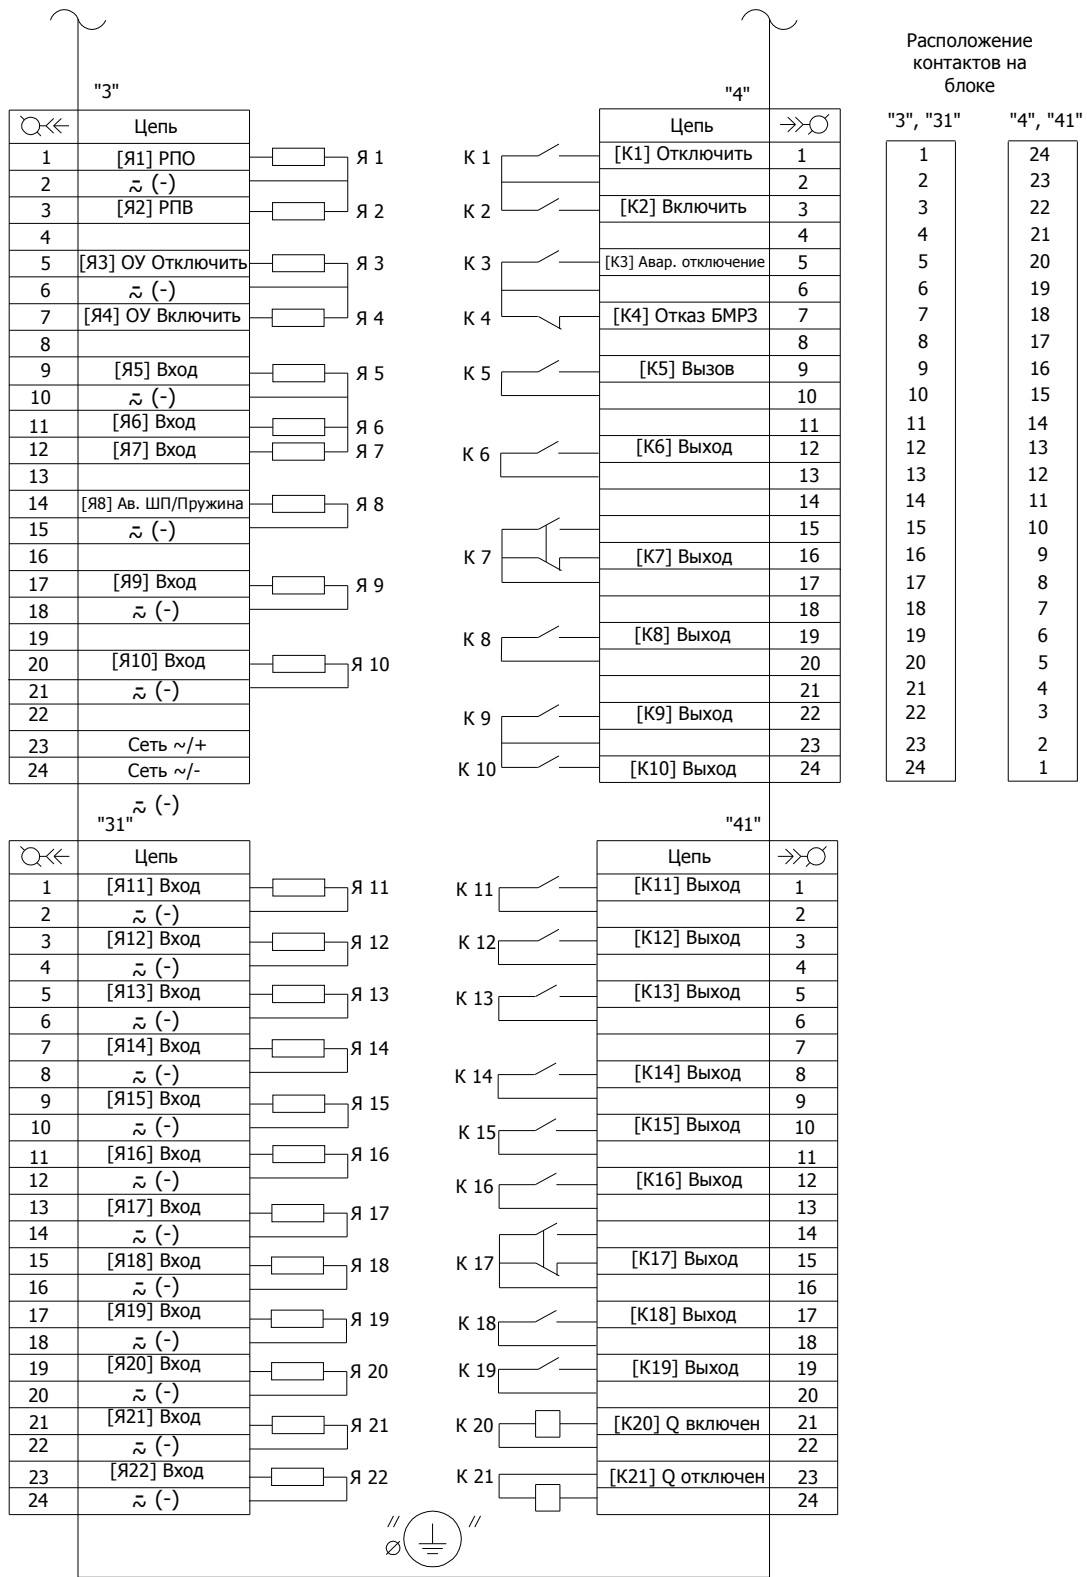 Расположение
контактов на
блоке
"3"
"4"
"3", "31"
"4", "41"
Цепь
Цепь
1 [Я1] РПО Я 1
К 1 [К1] Отключить 1
1 24
2 ⩬ (-)
2
2 23
3 [Я2] РПВ Я 2
К 2 [К2] Включить 3
3 22
4
4
4 21
5 [Я3] ОУ Отключить Я 3
К 3 [К3] Авар. отключение 5
5 20
6 ⩬ (-)
6
6 19
7 [Я4] ОУ Включить Я 4
К 4 [К4] Отказ БМРЗ 7
7 18
8
8
8 17
9 [Я5] Вход Я 5
К 5 [К5] Вызов 9
9 16
10 ⩬ (-)
10
10 15
11 [Я6] Вход Я 6
11
11 14
12 [Я7] Вход Я 7
К 6 [К6] Выход 12
12 13
13
13
13 12
14 [Я8] Ав. ШП/Пружина Я 8
14
14 11
15 ⩬ (-)
15
15 10
16
К 7 [К7] Выход 16
16 9
17 [Я9] Вход Я 9
17
17 8
18 ⩬ (-)
18
18 7
19
К 8 [К8] Выход 19
19 6
20 [Я10] Вход Я 10
20
20 5
21 ⩬ (-)
21
21 4
22
К 9 [К9] Выход 22
22 3
23 Сеть ~/+
23
23 2
24 Сеть ~/-
К 10 [К10] Выход 24
24 1
⩬ (-)
"31"
"41"
Цепь
Цепь
1 [Я11] Вход Я 11
К 11 [К11] Выход 1
2 ⩬ (-)
2
3 [Я12] Вход Я 12
К 12 [К12] Выход 3
4 ⩬ (-)
4
5 [Я13] Вход Я 13
К 13 [К13] Выход 5
6 ⩬ (-)
6
7 [Я14] Вход Я 14
7
8 ⩬ (-)
К 14 [К14] Выход 8
9 [Я15] Вход Я 15
9
10 ⩬ (-)
К 15 [К15] Выход 10
11 [Я16] Вход Я 16
11
12 ⩬ (-)
К 16 [К16] Выход 12
13 [Я17] Вход Я 17
13
14 ⩬ (-)
14
15 [Я18] Вход Я 18
К 17 [К17] Выход 15
16 ⩬ (-)
16
17 [Я19] Вход Я 19
К 18 [К18] Выход 17
18 ⩬ (-)
18
19 [Я20] Вход Я 20
К 19 [К19] Выход 19
20 ⩬ (-)
20
21 [Я21] Вход Я 21
К 20 [К20] Q включен 21
22 ⩬ (-)
22
23 [Я22] Вход Я 22
К 21 [К21] Q отключен 23
24 ⩬ (-)
24
"⌀ "